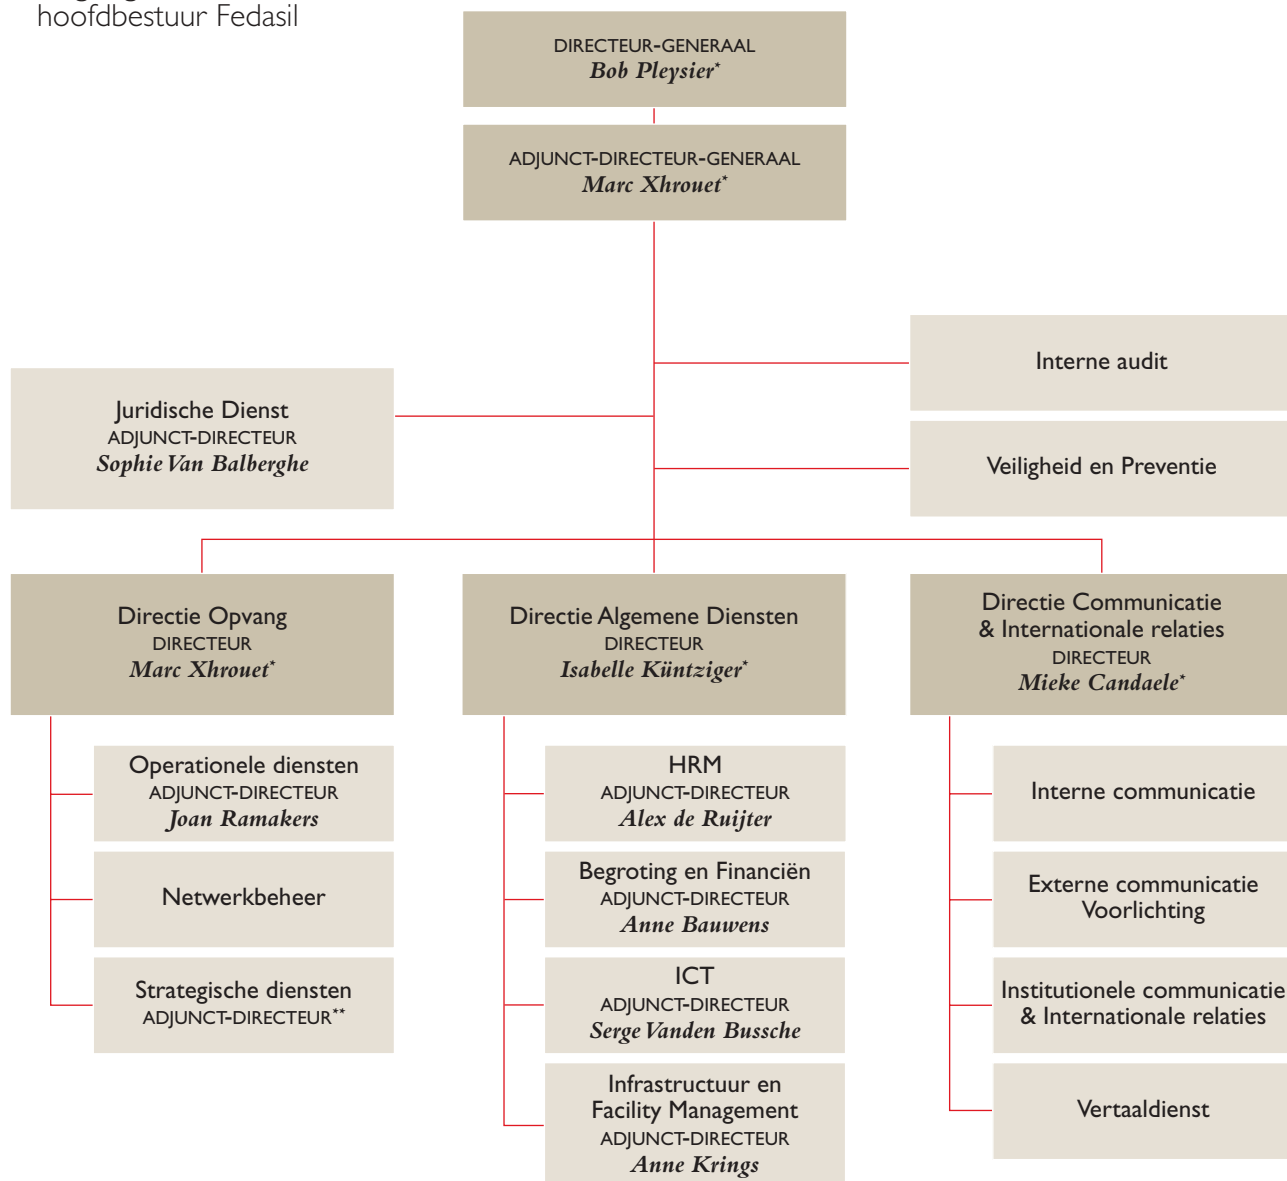 hoofdbestuur Fedasil
DIRECTEUR-GENERAAL
Bob Pleysier*
ADJUNCT-DIRECTEUR-GENERAAL
Marc Xhrouet*
Interne audit
Juridische Dienst
ADJUNCT-DIRECTEUR
Sophie Van Balberghe
Veiligheid en Preventie
Directie Opvang
DIRECTEUR
Marc Xhrouet*
Directie Algemene Diensten
DIRECTEUR
Isabelle Küntziger*
Directie Communicatie
& Internationale relaties
DIRECTEUR
Mieke Candaele*
Operationele diensten
ADJUNCT-DIRECTEUR
Joan Ramakers
Netwerkbeheer
Strategische diensten
ADJUNCT-DIRECTEUR**
HRM
ADJUNCT-DIRECTEUR
Alex de Ruijter
Begroting en Financiën
ADJUNCT-DIRECTEUR
Anne Bauwens
ICT
ADJUNCT-DIRECTEUR
Serge Vanden Bussche
Infrastructuur en
Facility Management
ADJUNCT-DIRECTEUR
Anne Krings
Interne communicatie
Externe communicatie
Voorlichting
Institutionele communicatie
& Internationale relaties
Vertaaldienst